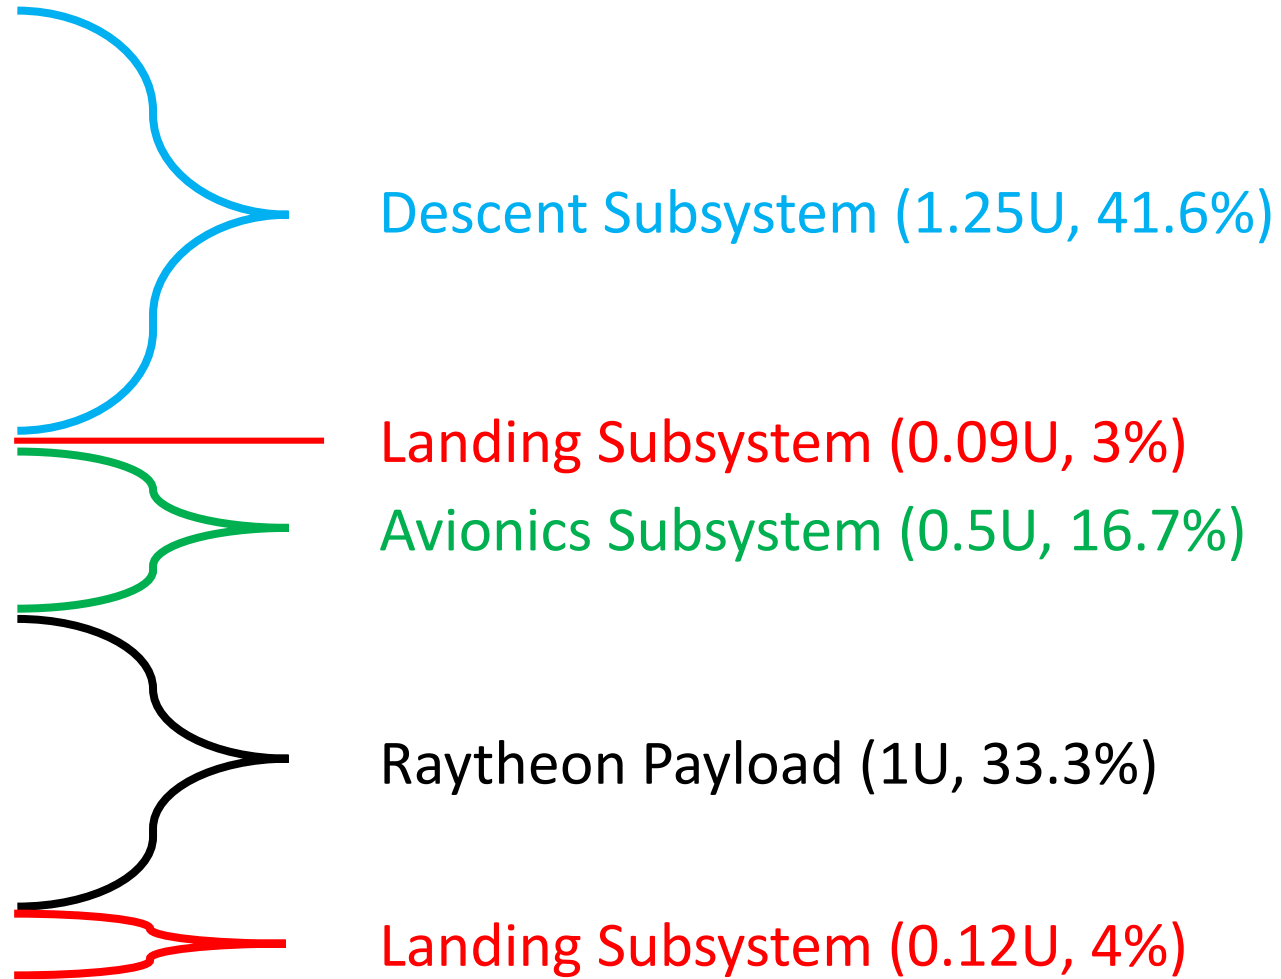 Descent Subsystem (1.25U, 41.6%)
Landing Subsystem (0.09U, 3%)
Avionics Subsystem (0.5U, 16.7%)
Raytheon Payload (1U, 33.3%)
Landing Subsystem (0.12U, 4%)